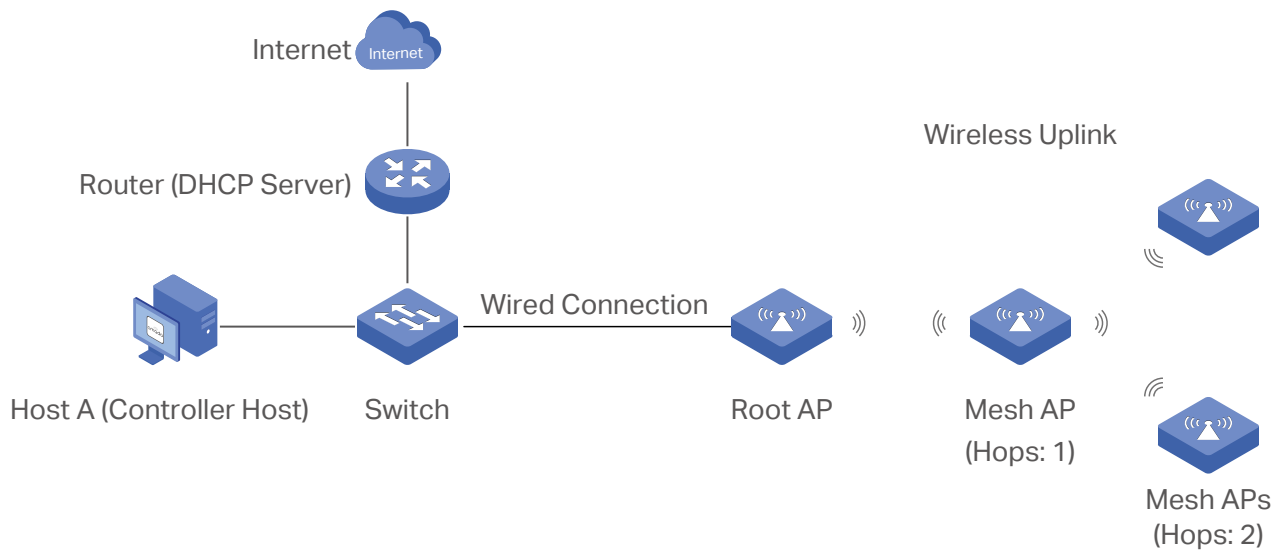 Internet
Internet
Wireless Uplink
Router (DHCP Server)
Wired Connection
Host A (Controller Host)
Switch
Root AP
Mesh AP
(Hops: 1)
Mesh APs
(Hops: 2)